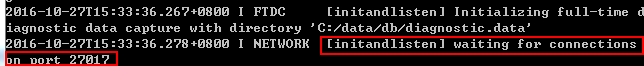 2016-10-27T15:33:36.267+0800 I FTDC     [initandlisten] Initializing full-time d
iagnostic data capture with directory 'C:/data/db/diagnostic.data'
2016-10-27T15:33:36.278+0800 I NETWORK  [initandlisten] waiting for connections
on port 27017